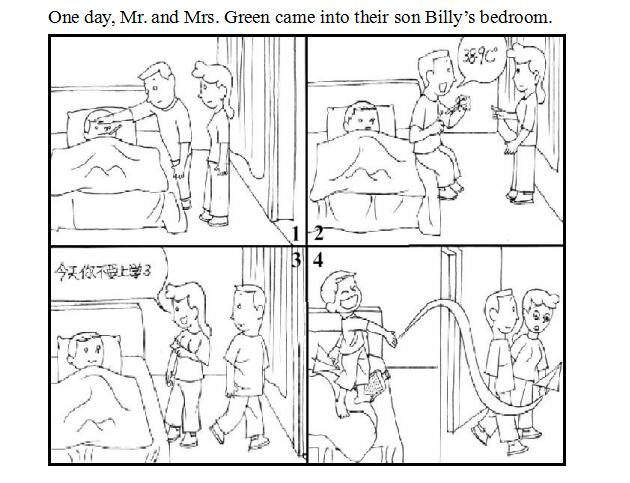 One day, Mr. and Mrs. Green came into their son Billy’s bedroom.
38.9C°
1 2
3 4
今天你不要上学了